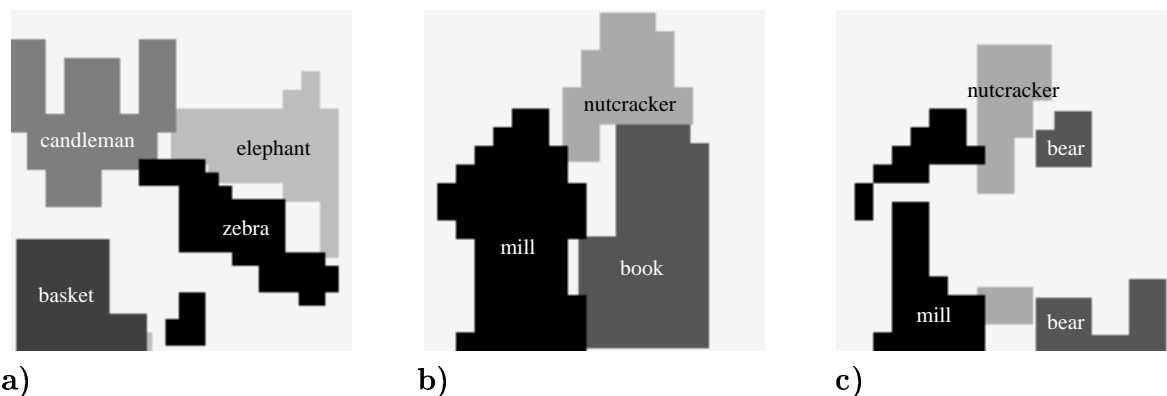 candleman
elephant
zebra
basket
a)
nutcracker
mill
book
b)
nutcracker
bear
mill
bear
c)